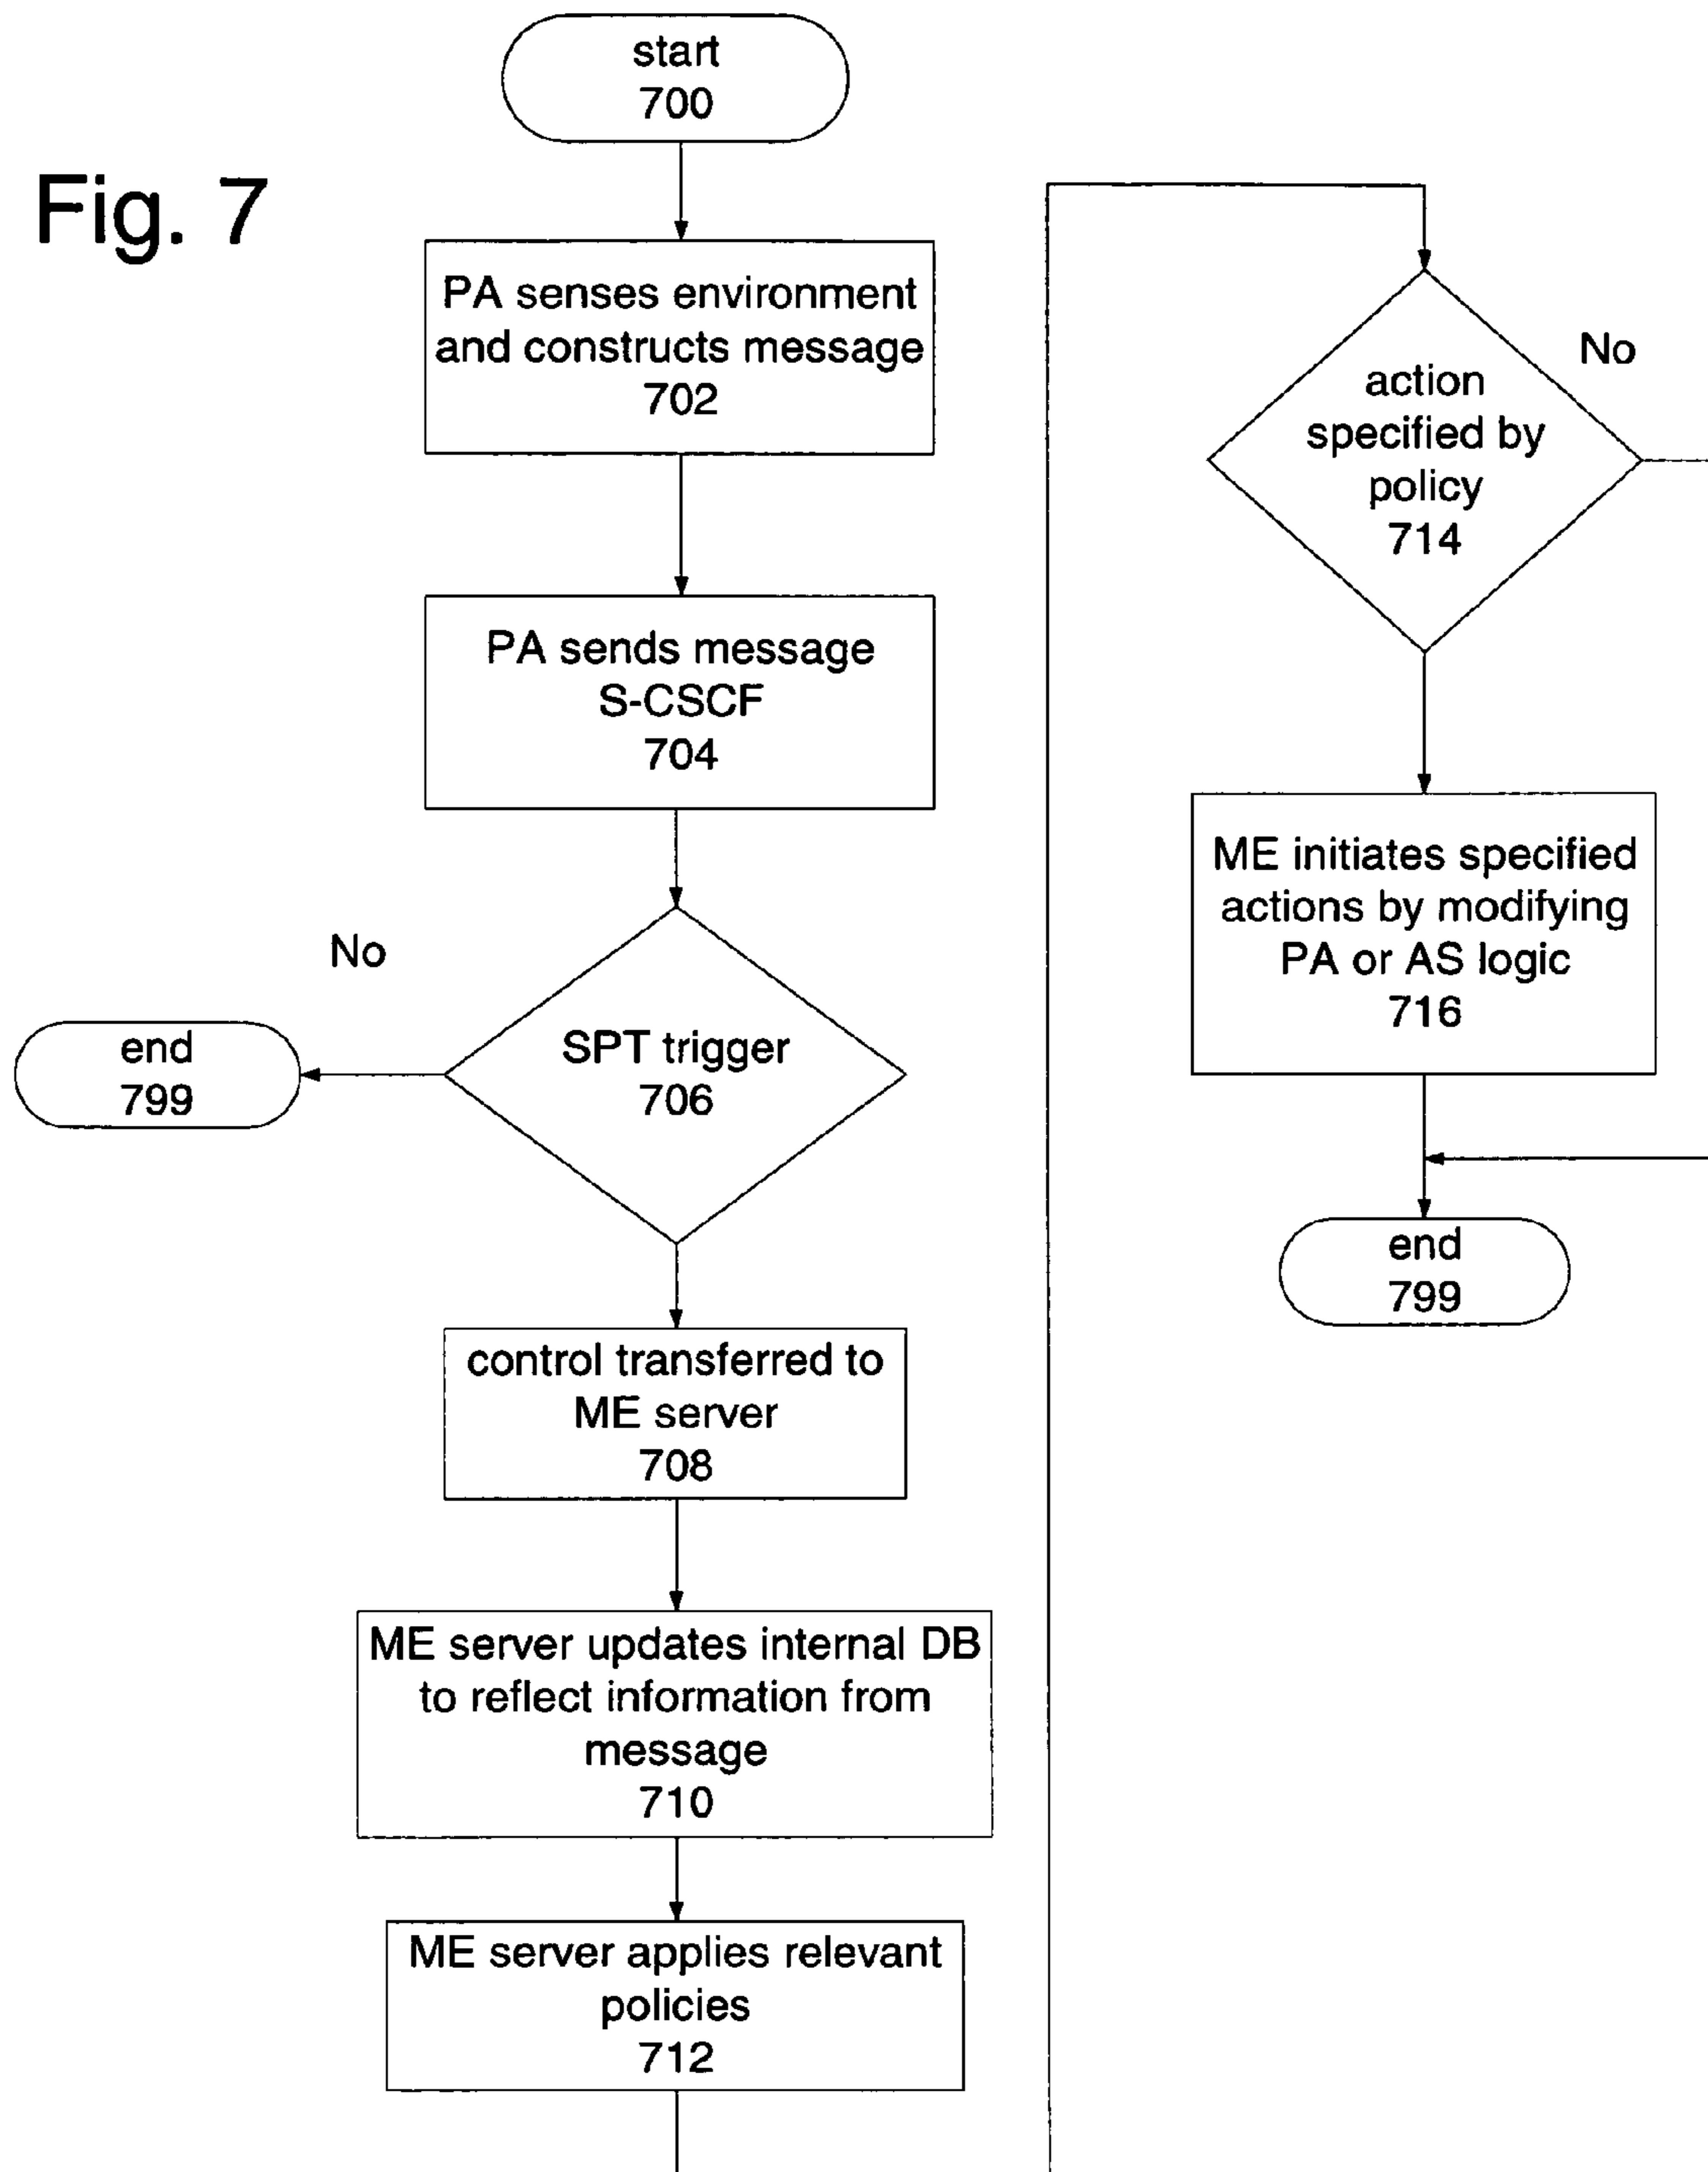 Fig. 7
start
700
PA senses environment
and constructs message
702
PA sends message
S-CSCF
704
No
SPT trigger
706
end
799
control transferred to
ME server
708
ME server updates internal DB
to reflect information from
message
710
ME server applies relevant
policies
712
No
action
specified by
policy
714
ME initiates specified
actions by modifying
PA or AS logic
716
end
799